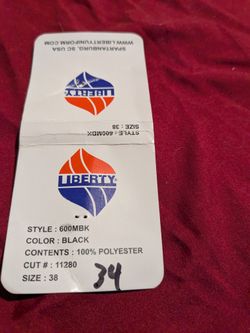 WWW.LIBERTYUNIFORM.COM
SPARTANBURG, SC USA
LIBERTY
STYLE : 400MDX
SIZE : 38
LIBERTY
STYLE : 600MBK
COLOR : BLACK
CONTENTS : 100% POLYESTER
CUT # : 11280
SIZE : 38
34